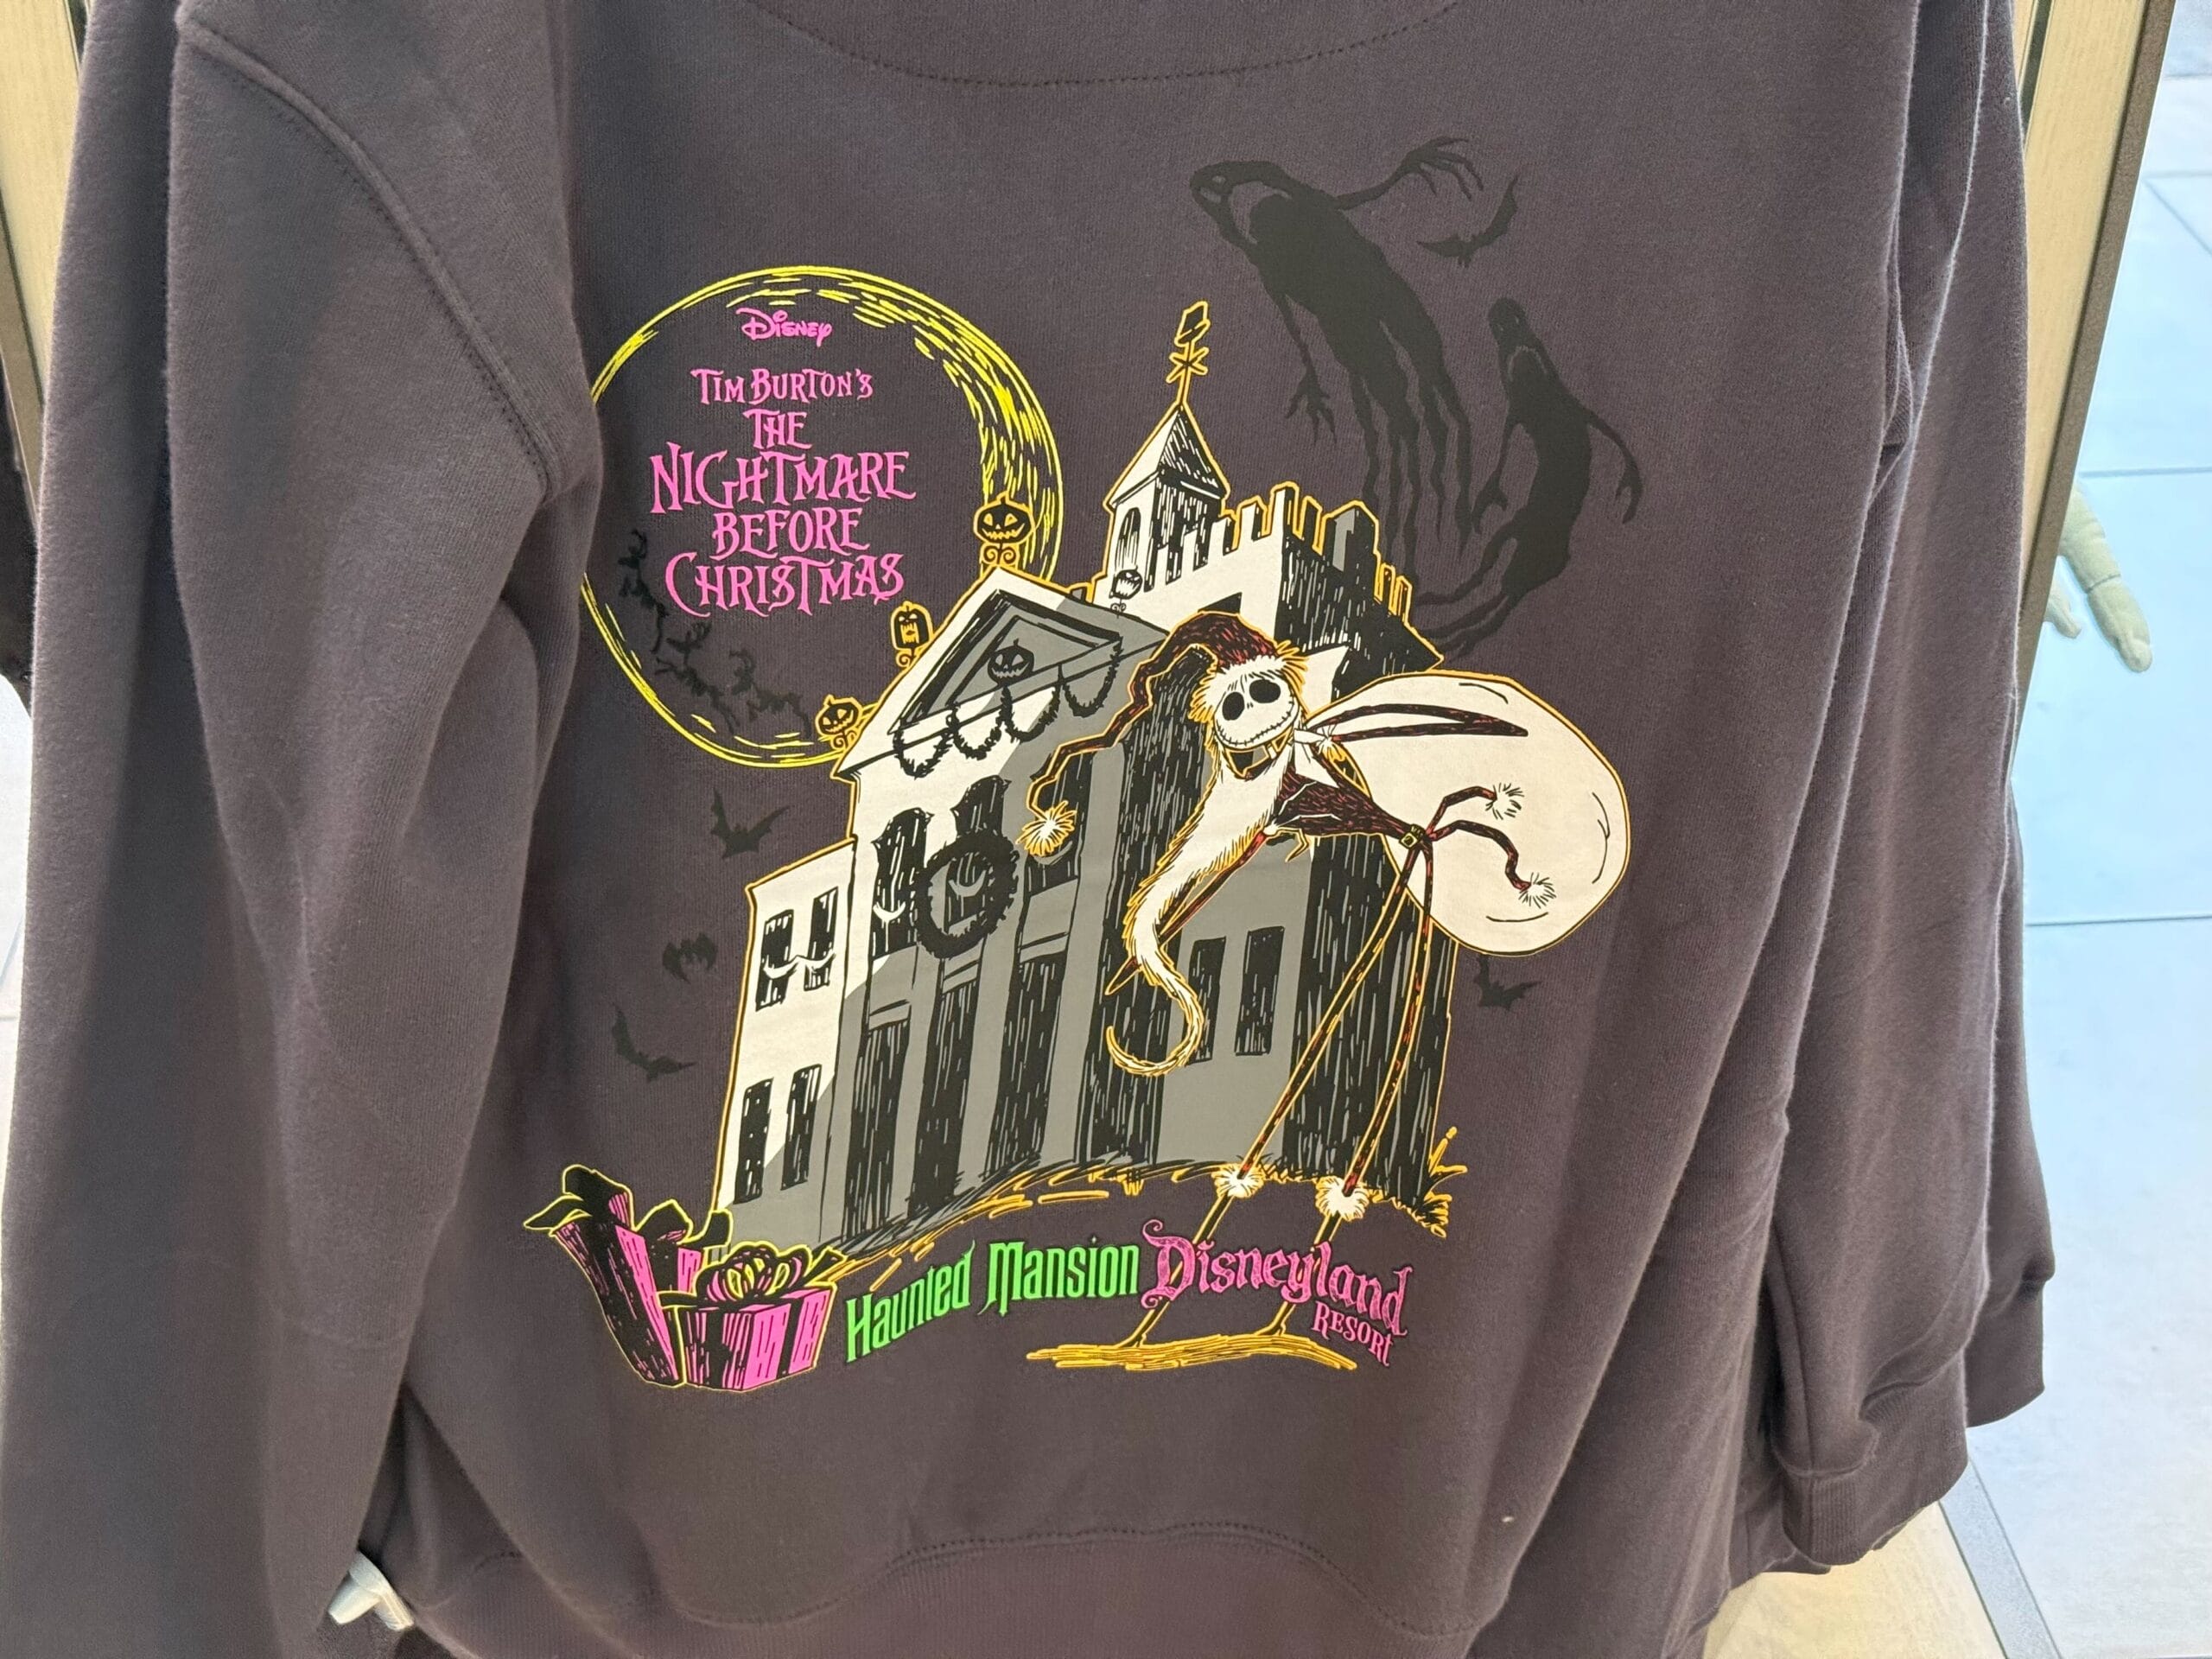 Disney
Tim Burton's
The
Nightmare
Before
Christmas
Haunted Mansion Disneyland
Resort